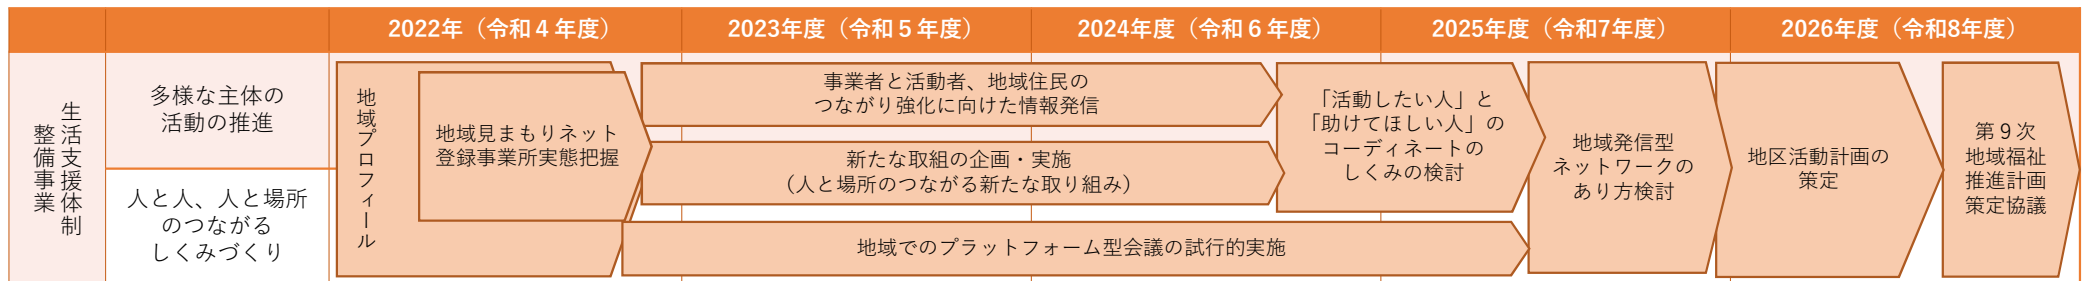 2022年（令和４年度）
2023年度（令和５年度）
2024年度（令和６年度）
2025年度（令和7年度）
2026年度（令和8年度）
生活支援体制
整備事業
多様な主体の
活動の推進
人と人、人と場所
のつながる
しくみづくり
地域プロフィール
地域見まもりネット
登録事業所実態把握
事業者と活動者、地域住民の
つながり強化に向けた情報発信
新たな取組の企画・実施
（人と場所のつながる新たな取り組み）
地域でのプラットフォーム型会議の試行的実施
「活動したい人」と
「助けてほしい人」の
コーディネートの
しくみの検討
地域発信型
ネットワークの
あり方検討
地区活動計画の
策定
第９次
地域福祉
推進計画
策定協議